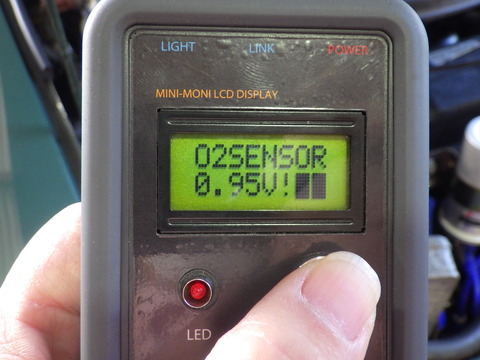 LIGHT LINK POWER
MINI-MONI LCD DISPLAY
O2SENSOR
0.95V!
LED